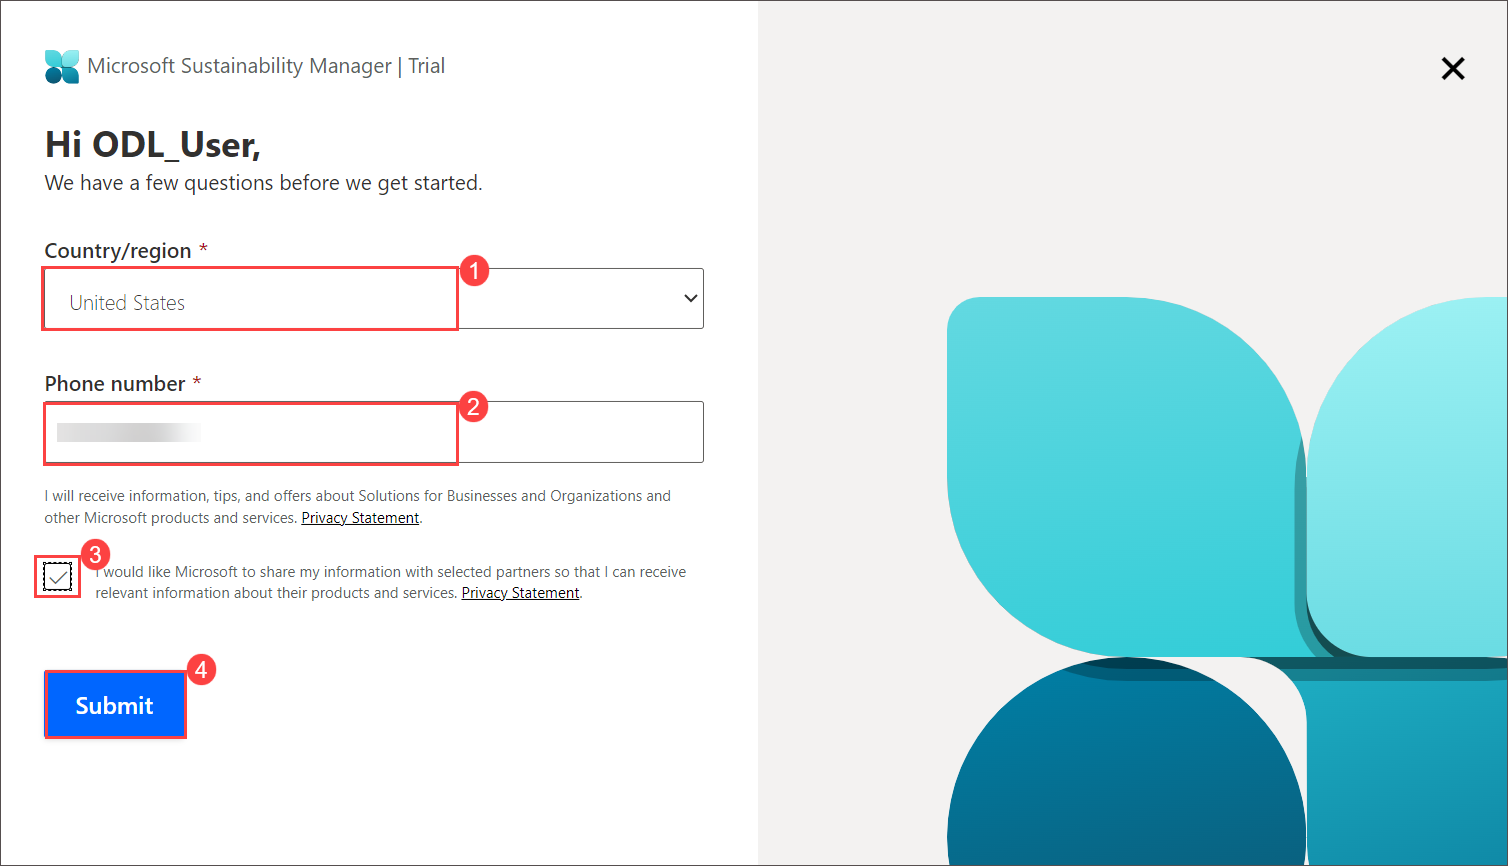 Microsoft Sustainability Manager | Trial
Hi ODL_User,
We have a few questions before we get started.
Country/region *
1
United States
Phone number *
2
I will receive information, tips, and offers about Solutions for Businesses and Organizations and
other Microsoft products and services. Privacy Statement.
3
I would like Microsoft to share my information with selected partners so that I can receive
relevant information about their products and services. Privacy Statement.
4
Submit